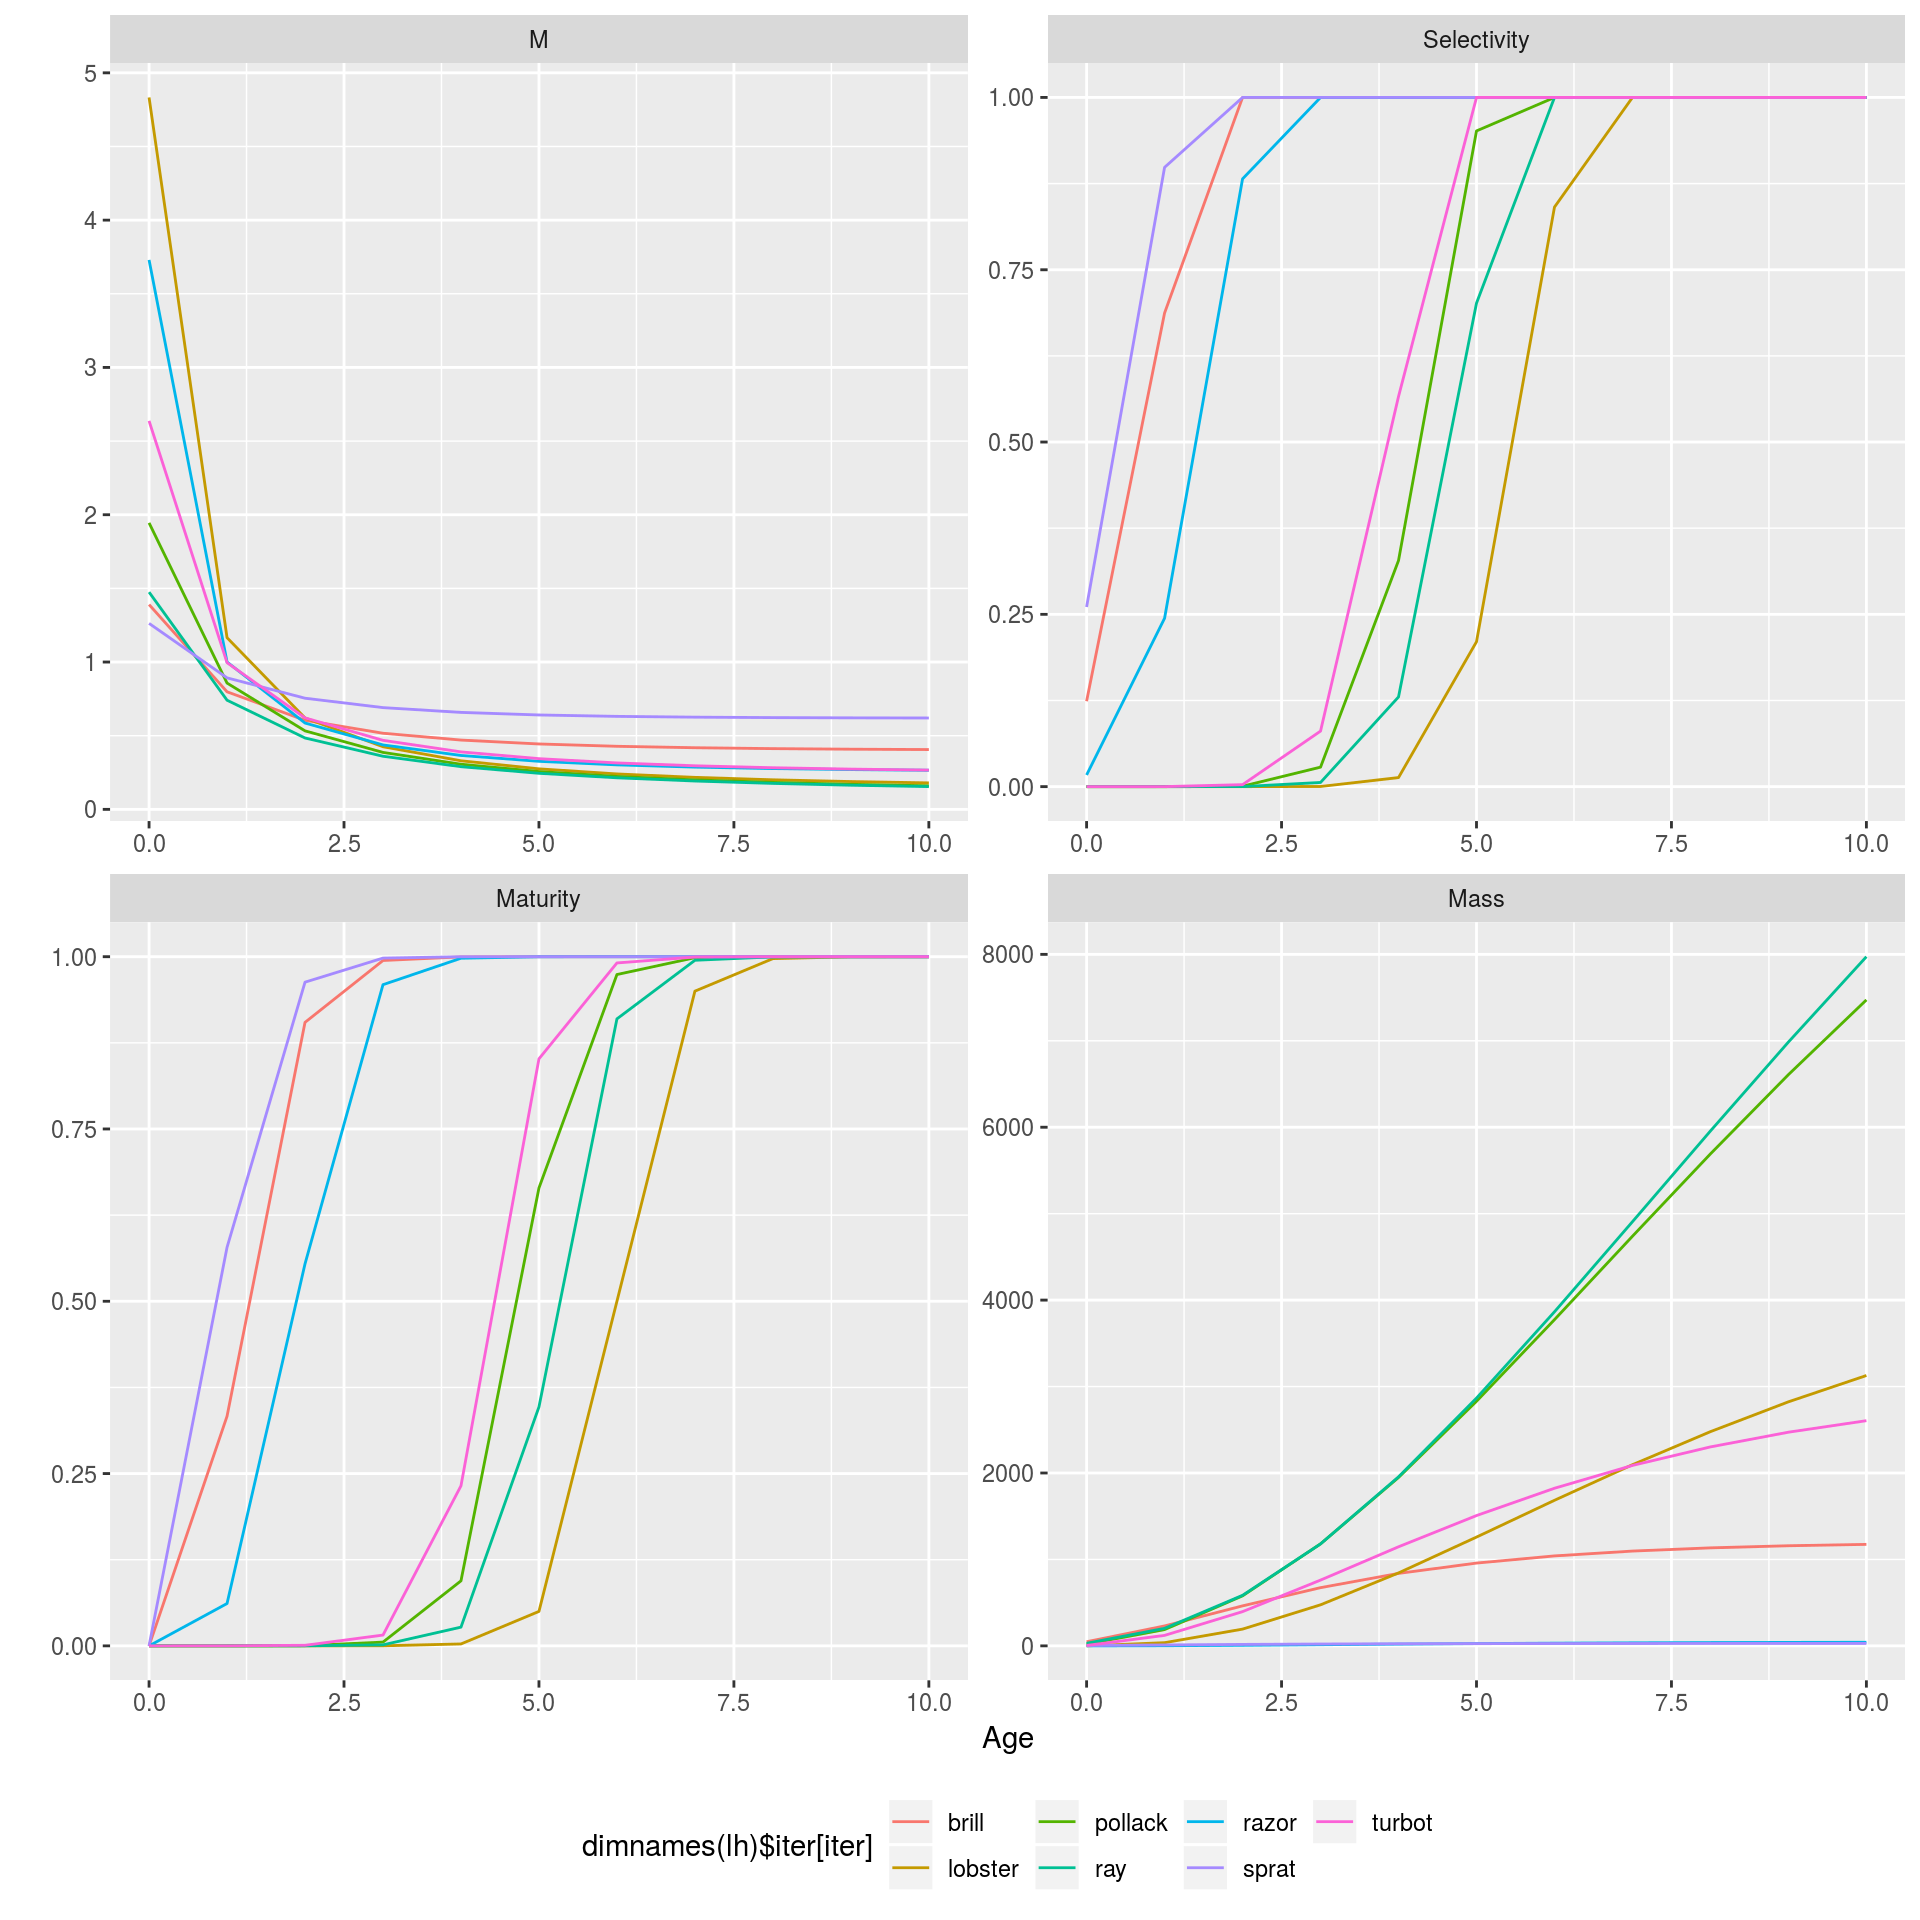 M
5
4
3
2
1
0
0.0 2.5 5.0 7.5 10.0
Selectivity
1.00
0.75
0.50
0.25
0.00
0.0 2.5 5.0 7.5 10.0
Maturity
1.00
0.75
0.50
0.25
0.00
0.0 2.5 5.0 7.5 10.0
Mass
8000
6000
4000
2000
0
0.0 2.5 5.0 7.5 10.0
Age
dimnames(lh)$iter[iter]
brill pollack razor turbot
lobster ray sprat